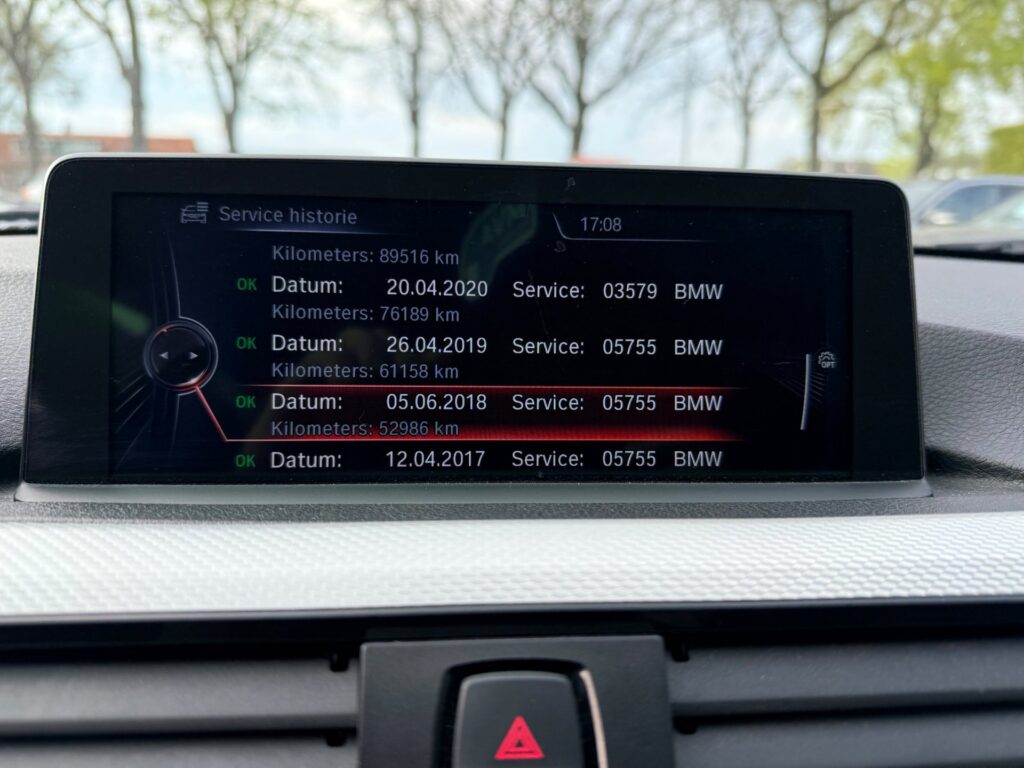 Service historie 17:08
Kilometers: 89516 km
OK Datum: 20.04.2020 Service: 03579 BMW
Kilometers: 76189 km
OK Datum: 26.04.2019 Service: 05755 BMW
Kilometers: 61158 km
OK Datum: 05.06.2018 Service: 05755 BMW
Kilometers: 52986 km
OK Datum: 12.04.2017 Service: 05755 BMW
OPT